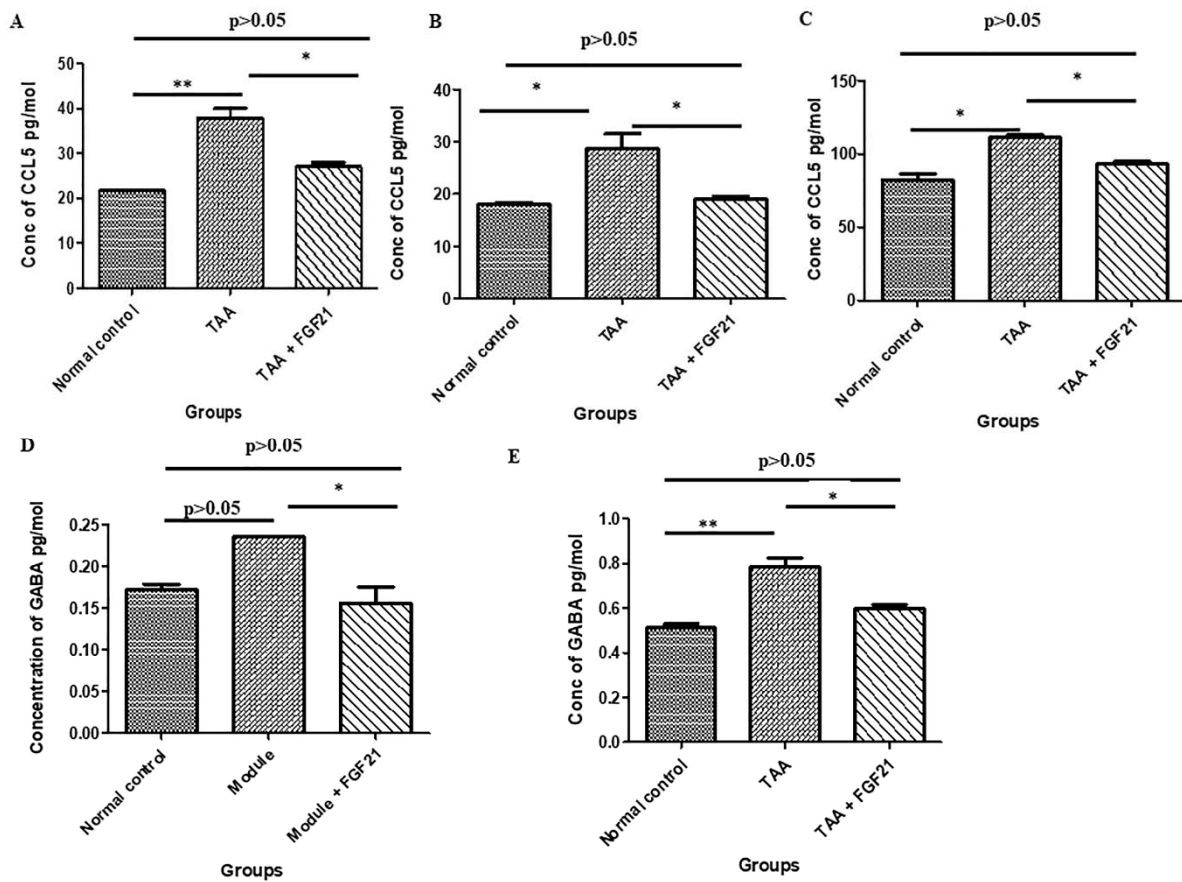 A
p>0.05
**
*
Conc of CCL5 pg/mol
50
40
30
20
10
0
Normal control
TAA
TAA + FGF21
Groups
B
p>0.05
*
*
Conc of CCL5 pg/mol
40
30
20
10
0
Normal control
TAA
TAA + FGF21
Groups
C
p>0.05
*
*
Conc of CCL5 pg/mol
150
100
50
0
Normal control
TAA
TAA + FGF21
Groups
D
p>0.05
p>0.05
*
Concentration of GABA pg/mol
0.25
0.20
0.15
0.10
0.05
0.00
Normal control
Module
Module + FGF21
Groups
E
p>0.05
**
*
Conc of GABA pg/mol
1.0
0.8
0.6
0.4
0.2
0.0
Normal control
TAA
TAA + FGF21
Groups